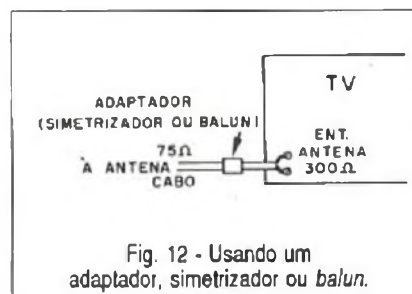 TV
ADAPTADOR
(SIMETRIZADOR OU BALUN)
75Ω
À ANTENA
CABO
ENT.
ANTENA
300Ω
Fig. 12 - Usando um
adaptador, simetrizador ou balun.